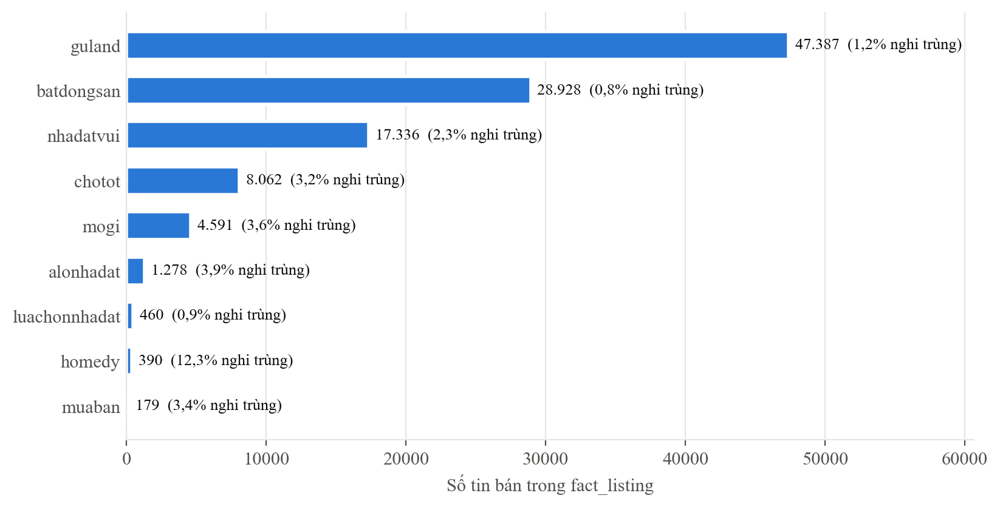 guland 47.387 (1,2% nghi trùng)
batdongsan 28.928 (0,8% nghi trùng)
nhadatvui 17.336 (2,3% nghi trùng)
chotot 8.062 (3,2% nghi trùng)
mogi 4.591 (3,6% nghi trùng)
alonhadat 1.278 (3,9% nghi trùng)
luachonnhadat 460 (0,9% nghi trùng)
homedy 390 (12,3% nghi trùng)
muaban 179 (3,4% nghi trùng)
0 10000 20000 30000 40000 50000 60000
Số tin bán trong fact_listing